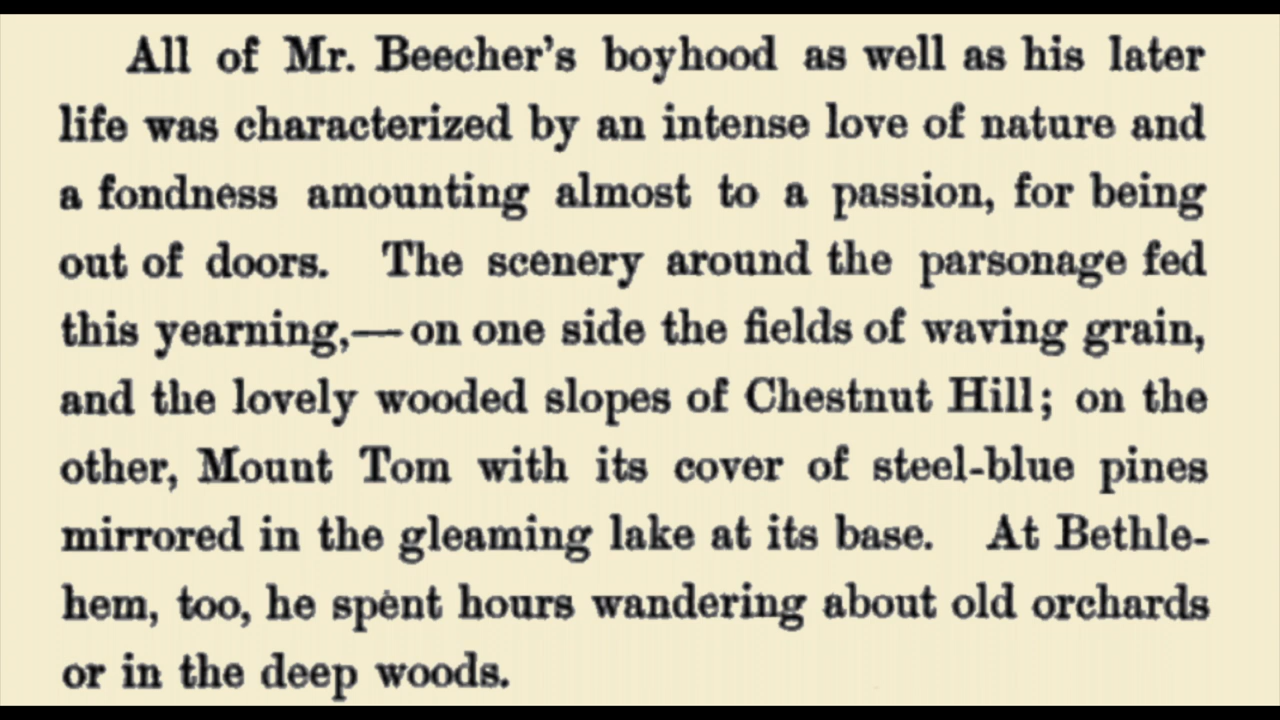 All of Mr. Beecher's boyhood as well as his later
life was characterized by an intense love of nature and
a fondness amounting almost to a passion, for being
out of doors. The scenery around the parsonage fed
this yearning,—on one side the fields of waving grain,
and the lovely wooded slopes of Chestnut Hill; on the
other, Mount Tom with its cover of steel-blue pines
mirrored in the gleaming lake at its base. At Bethle-
hem, too, he spent hours wandering about old orchards
or in the deep woods.